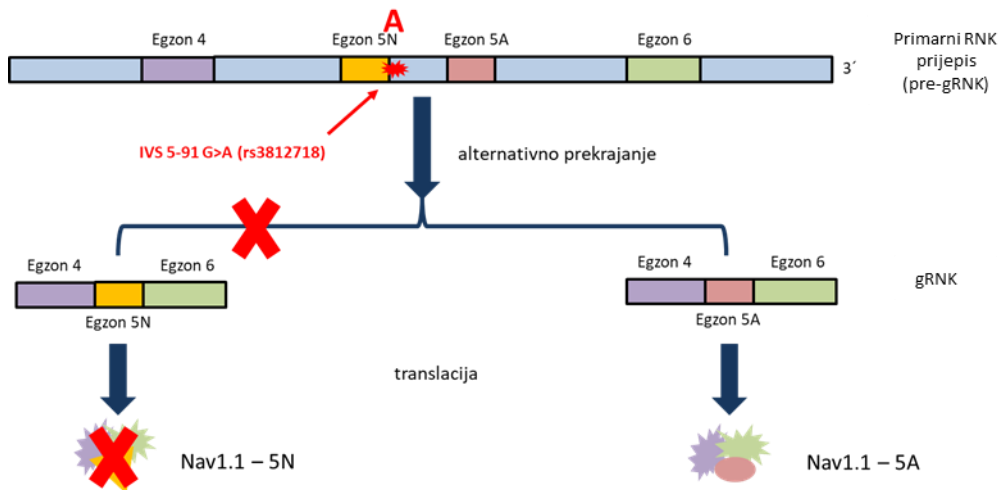 A
Egzon 4
Egzon 5N
Egzon 5A
Egzon 6
Primarni RNK
prijepis
(pre-gRNK)
3´
IVS 5-91 G>A (rs3812718)
alternativno prekrajanje
Egzon 4
Egzon 6
Egzon 5N
Egzon 4
Egzon 6
Egzon 5A
gRNK
translacija
Nav1.1 – 5N
Nav1.1 – 5A